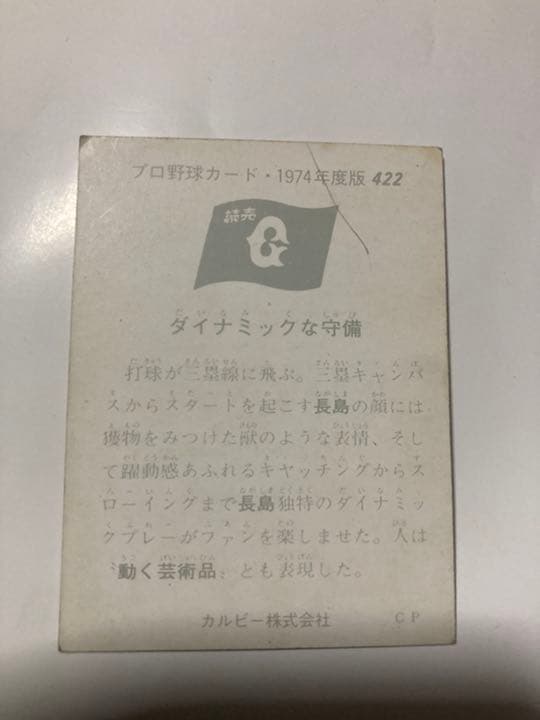 プロ野球カード・1974年度版 422
読売
G
ダイナミックな守備
打球が三塁線に飛ぶ。三塁キャンバ
スからスタートを起こす長島の顔には
獲物をみつけた獣のような表情、そし
て躍動感あふれるキャッチングからス
ローイングまで長島独特のダイナミッ
クプレーがファンを楽しませた。人は
〝動く芸術品〟とも表現した。
カルビー株式会社 CP